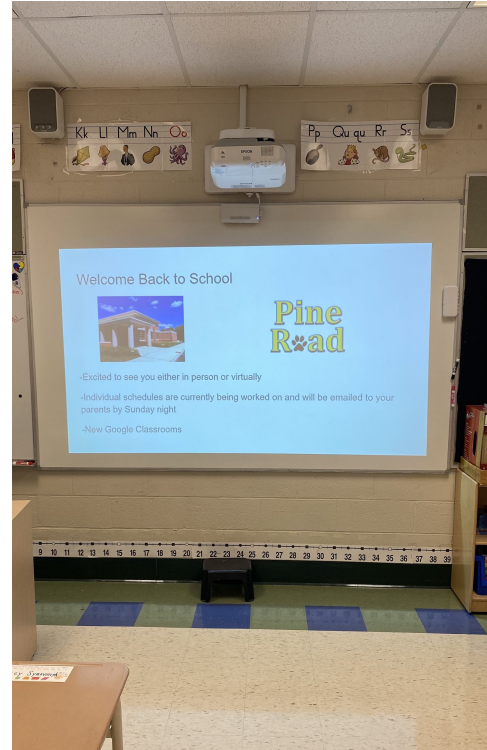 Kk Ll Mm Nn Oo
Pp Qu qu Rr Ss
EPSON
Welcome Back to School
Pine
Road
-Excited to see you either in person or virtually
-Individual schedules are currently being worked on and will be emailed to your
parents by Sunday night
-New Google Classrooms
9 10 11 12 13 14 15 16 17 18 19 20 21 22 23 24 25 26 27 28 29 30 31 32 33 34 35 36 37 38 39